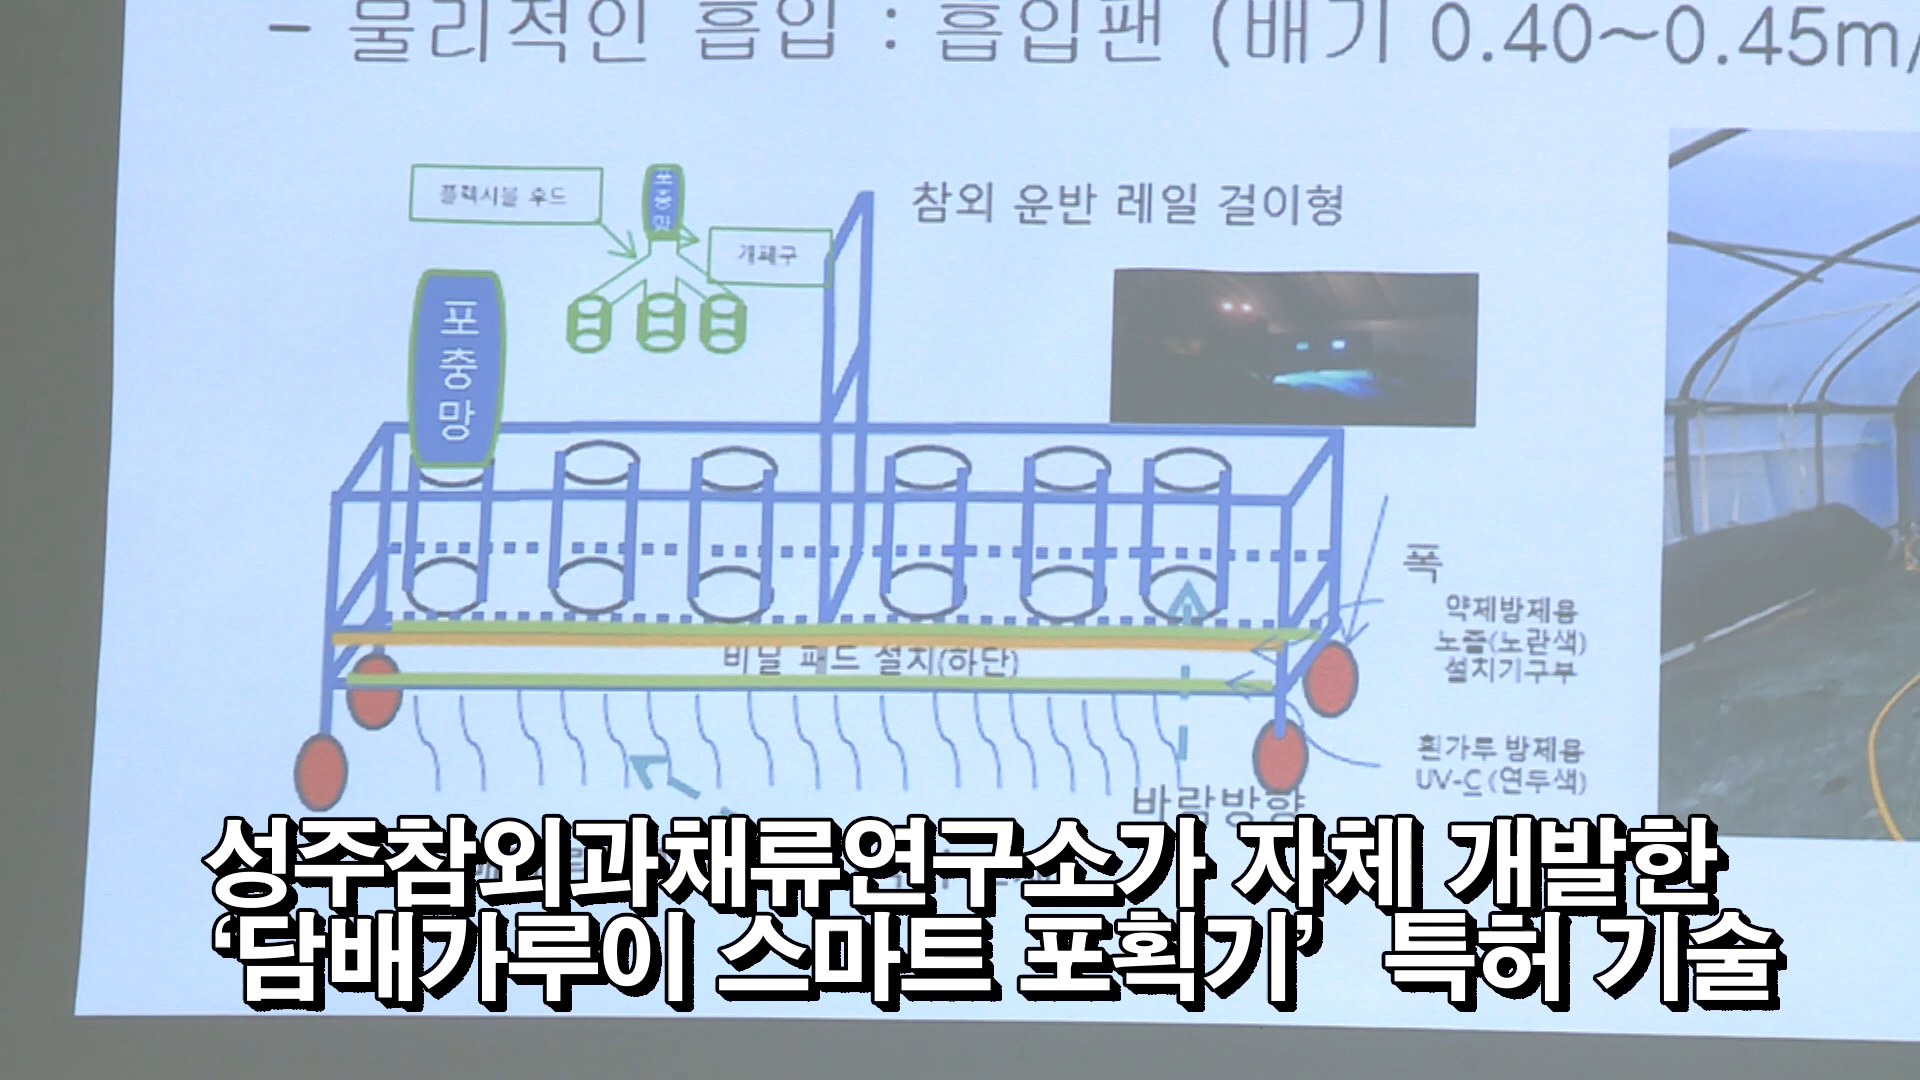 - 물리적인 흡입 : 흡입팬 (배기 0.40~0.45m/
플렉시블 후드
포충망
개폐구
참외 운반 레일 걸이형
포충망
폭
약제방제용
노즐(노란색)
설치기구부
비닐 패드 설치(하단)
흰가루 방제용
UV-C(연두색)
바람방향
성주참외과채류연구소가 자체 개발한
‘담배가루이 스마트 포획기’ 특허 기술